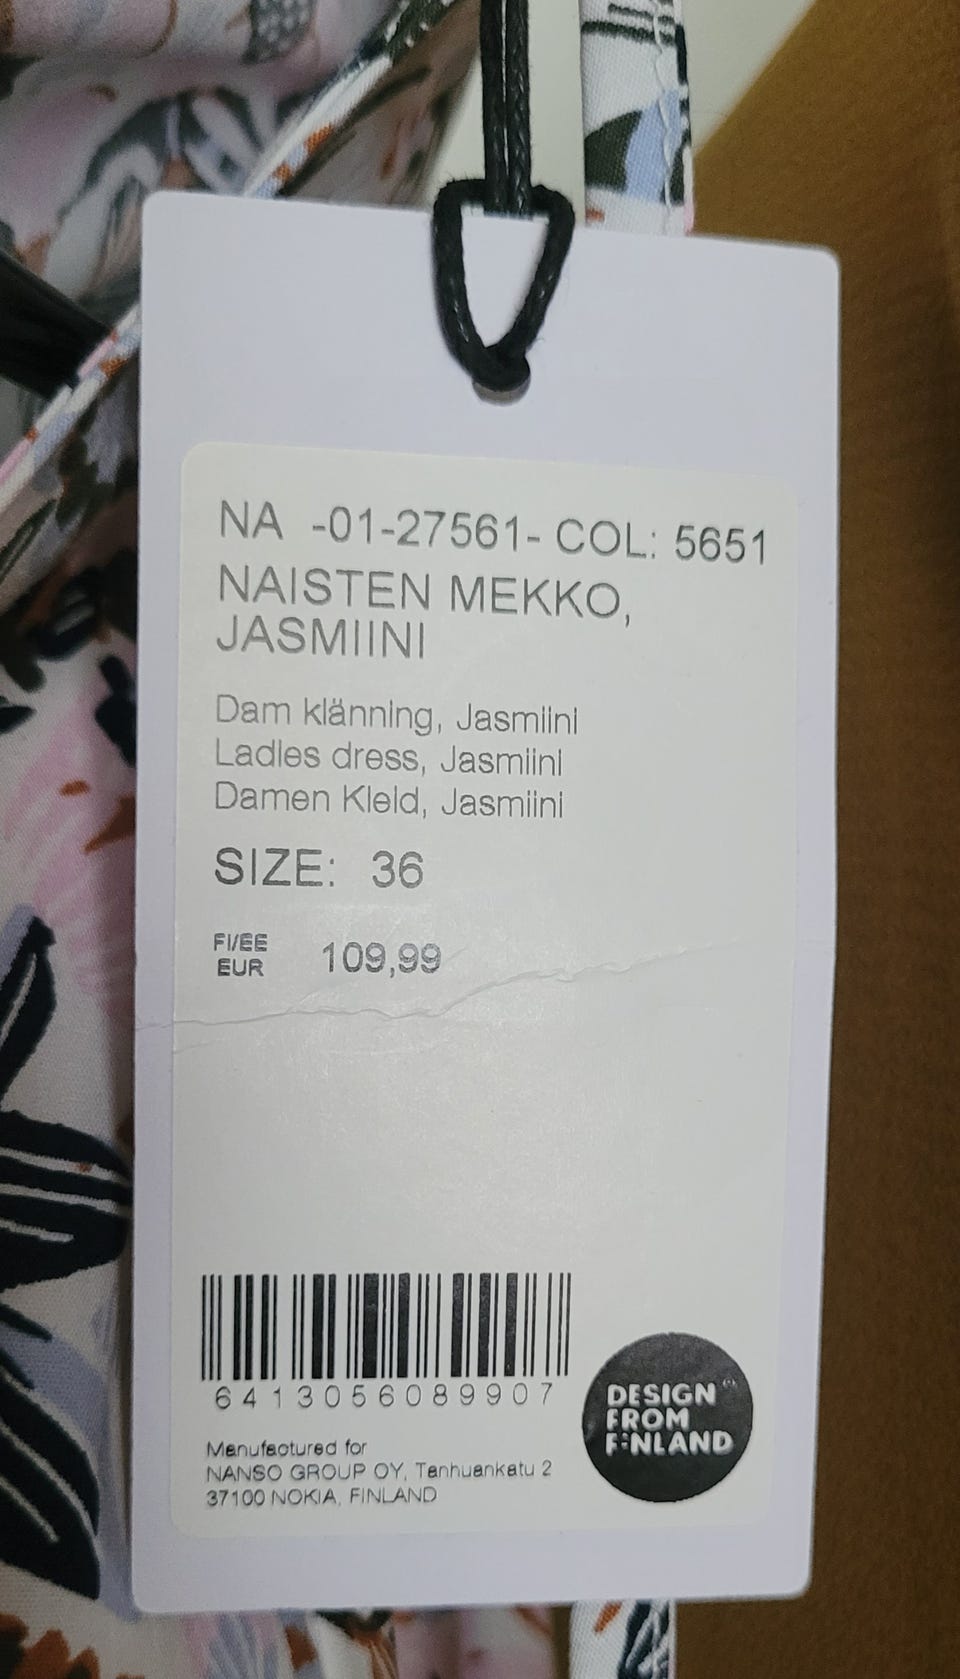 NA -01-27561- COL: 5651
NAISTEN MEKKO,
JASMIINI
Dam klänning, Jasmiini
Ladies dress, Jasmiini
Damen Kleid, Jasmiini
SIZE: 36
FI/EE
EUR 109,99
6413056089907
Manufactured for
NANSO GROUP OY, Tanhuankatu 2
37100 NOKIA, FINLAND
DESIGN
FROM
FINLAND